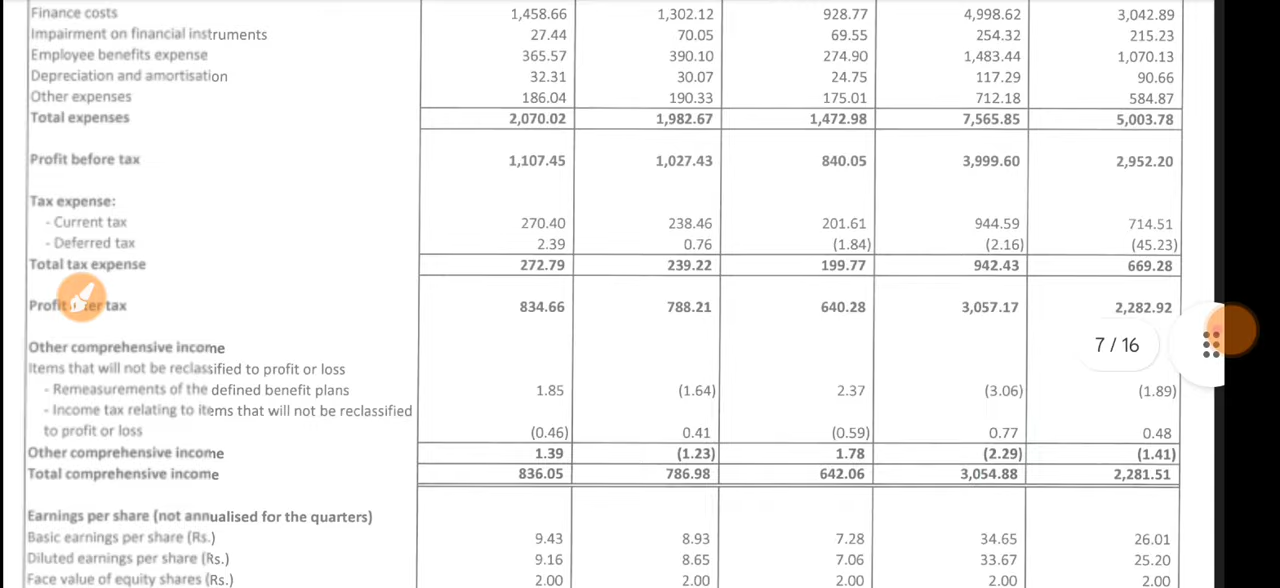 Finance costs 1,458.66 1,302.12 928.77 4,998.62 3,042.89
Impairment on financial instruments 27.44 70.05 69.55 254.32 215.23
Employee benefits expense 365.57 390.10 274.90 1,483.44 1,070.13
Depreciation and amortisation 32.31 30.07 24.75 117.29 90.66
Other expenses 186.04 190.33 175.01 712.18 584.87
Total expenses 2,070.02 1,982.67 1,472.98 7,565.85 5,003.78
Profit before tax 1,107.45 1,027.43 840.05 3,999.60 2,952.20
Tax expense:
- Current tax 270.40 238.46 201.61 944.59 714.51
- Deferred tax 2.39 0.76 (1.84) (2.16) (45.23)
Total tax expense 272.79 239.22 199.77 942.43 669.28
Profit tax 834.66 788.21 640.28 3,057.17 2,282.92
7 / 16
Other comprehensive income
Items that will not be reclassified to profit or loss
- Remeasurements of the defined benefit plans 1.85 (1.64) 2.37 (3.06) (1.89)
- Income tax relating to items that will not be reclassified
to profit or loss (0.46) 0.41 (0.59) 0.77 0.48
Other comprehensive income 1.39 (1.23) 1.78 (2.29) (1.41)
Total comprehensive income 836.05 786.98 642.06 3,054.88 2,281.51
Earnings per share (not annualised for the quarters)
Basic earnings per share (Rs.) 9.43 8.93 7.28 34.65 26.01
Diluted earnings per share (Rs.) 9.16 8.65 7.06 33.67 25.20
Face value of equity shares (Rs.) 2.00 2.00 2.00 2.00 2.00